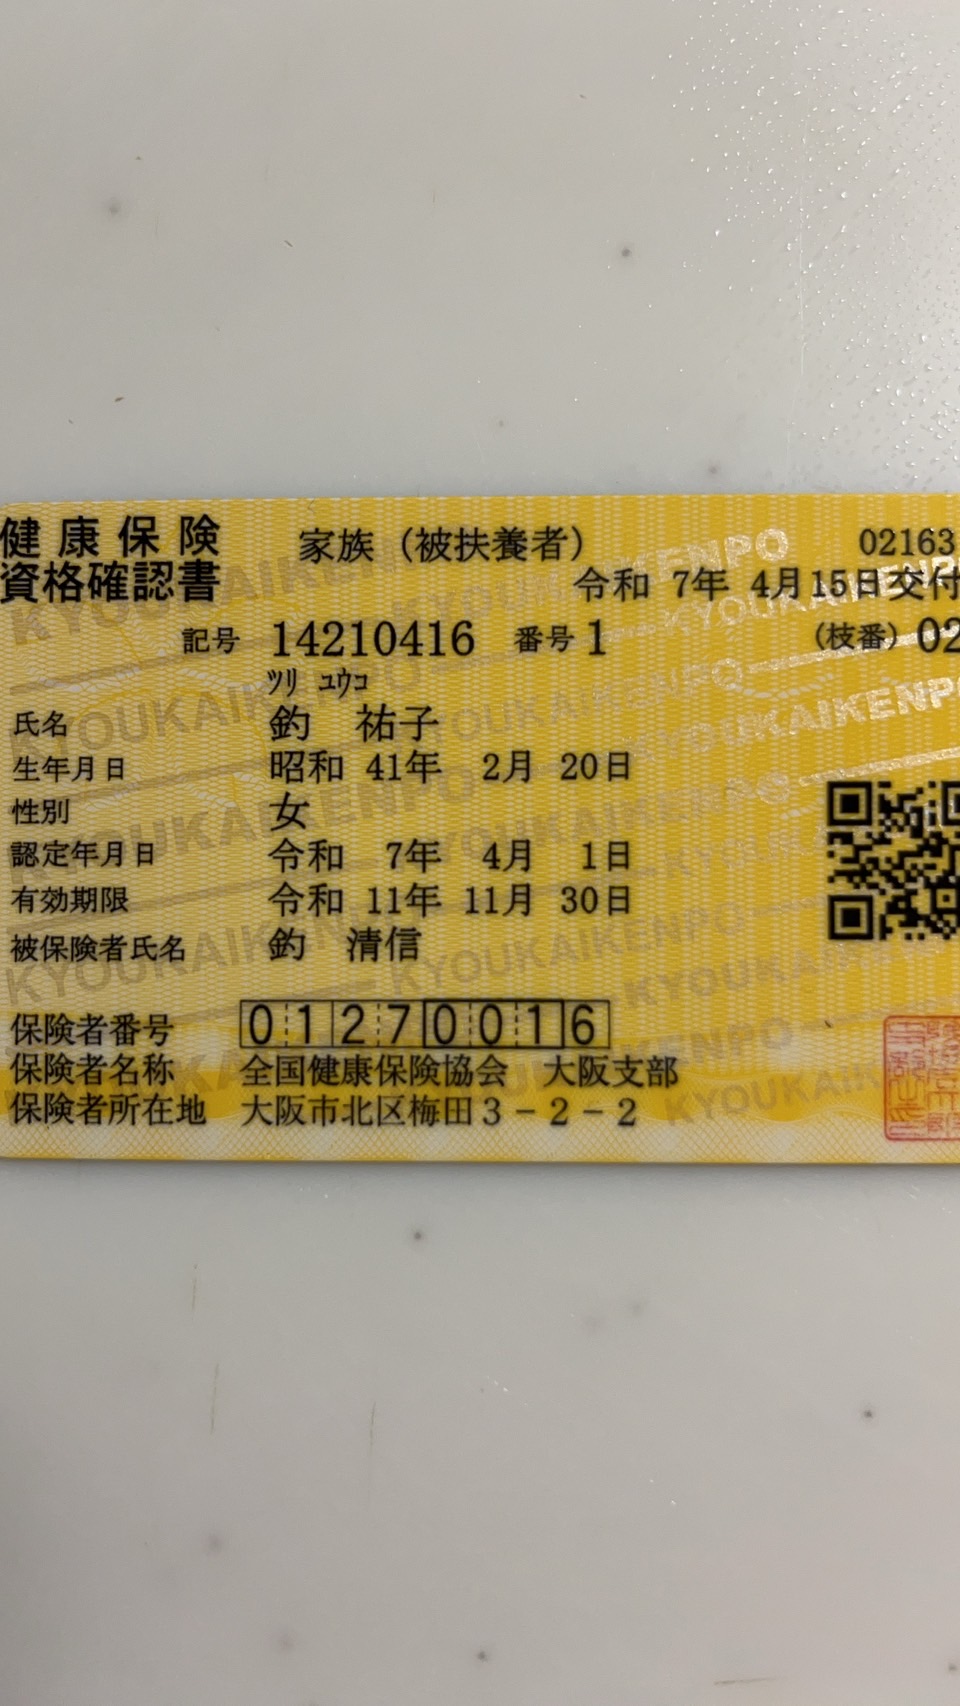 健康保険 家族（被扶養者） 02163
資格確認書 令和 7年 4月15日交付
記号 14210416 番号 1 （枝番）02
ﾂﾘ ﾕｳｺ
氏名 釣 祐子
生年月日 昭和 41年 2月 20日
性別 女
認定年月日 令和 7年 4月 1日
有効期限 令和 11年 11月 30日
被保険者氏名 釣 清信
保険者番号 01270016
保険者名称 全国健康保険協会 大阪支部
保険者所在地 大阪市北区梅田３－２－２
KYOUKAIKENPO